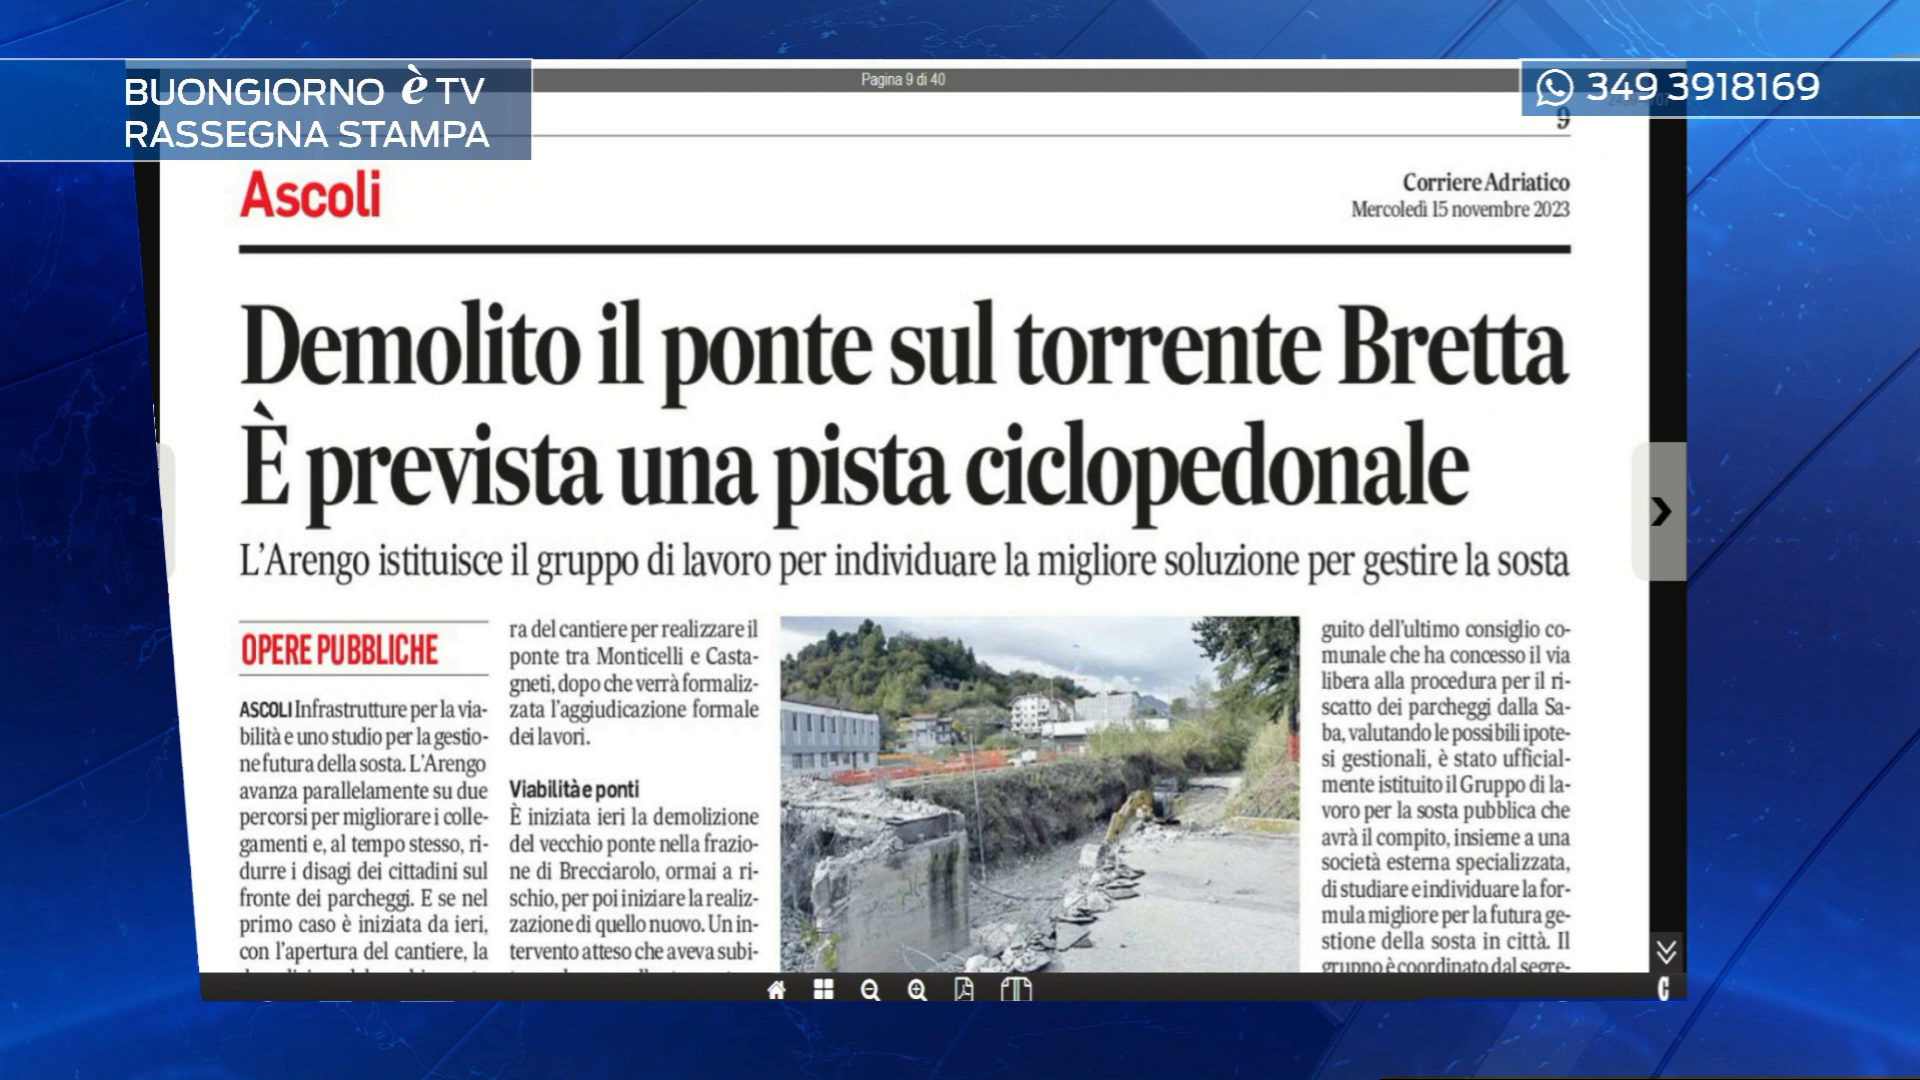 BUONGIORNO è TV
RASSEGNA STAMPA
Pagina 9 di 40
349 3918169
9
Ascoli
Corriere Adriatico
Mercoledì 15 novembre 2023
Demolito il ponte sul torrente Bretta
È prevista una pista ciclopedonale
L'Arengo istituisce il gruppo di lavoro per individuare la migliore soluzione per gestire la sosta
OPERE PUBBLICHE
ASCOLI Infrastrutture per la via-
bilità e uno studio per la gestio-
ne futura della sosta. L'Arengo
avanza parallelamente su due
percorsi per migliorare i colle-
gamenti e, al tempo stesso, ri-
durre i disagi dei cittadini sul
fronte dei parcheggi. E se nel
primo caso è iniziata da ieri,
con l'apertura del cantiere, la
ra del cantiere per realizzare il
ponte tra Monticelli e Casta-
gneti, dopo che verrà formaliz-
zata l'aggiudicazione formale
dei lavori.
Viabilità e ponti
È iniziata ieri la demolizione
del vecchio ponte nella frazio-
ne di Brecciarolo, ormai a ri-
schio, per poi iniziare la realiz-
zazione di quello nuovo. Un in-
tervento atteso che aveva subi-
guito dell'ultimo consiglio co-
munale che ha concesso il via
libera alla procedura per il ri-
scatto dei parcheggi dalla Sa-
ba, valutando le possibili ipote-
si gestionali, è stato ufficial-
mente istituito il Gruppo di la-
voro per la sosta pubblica che
avrà il compito, insieme a una
società esterna specializzata,
di studiare e individuare la for-
mula migliore per la futura ge-
stione della sosta in città. Il
gruppo è coordinato dal segre-